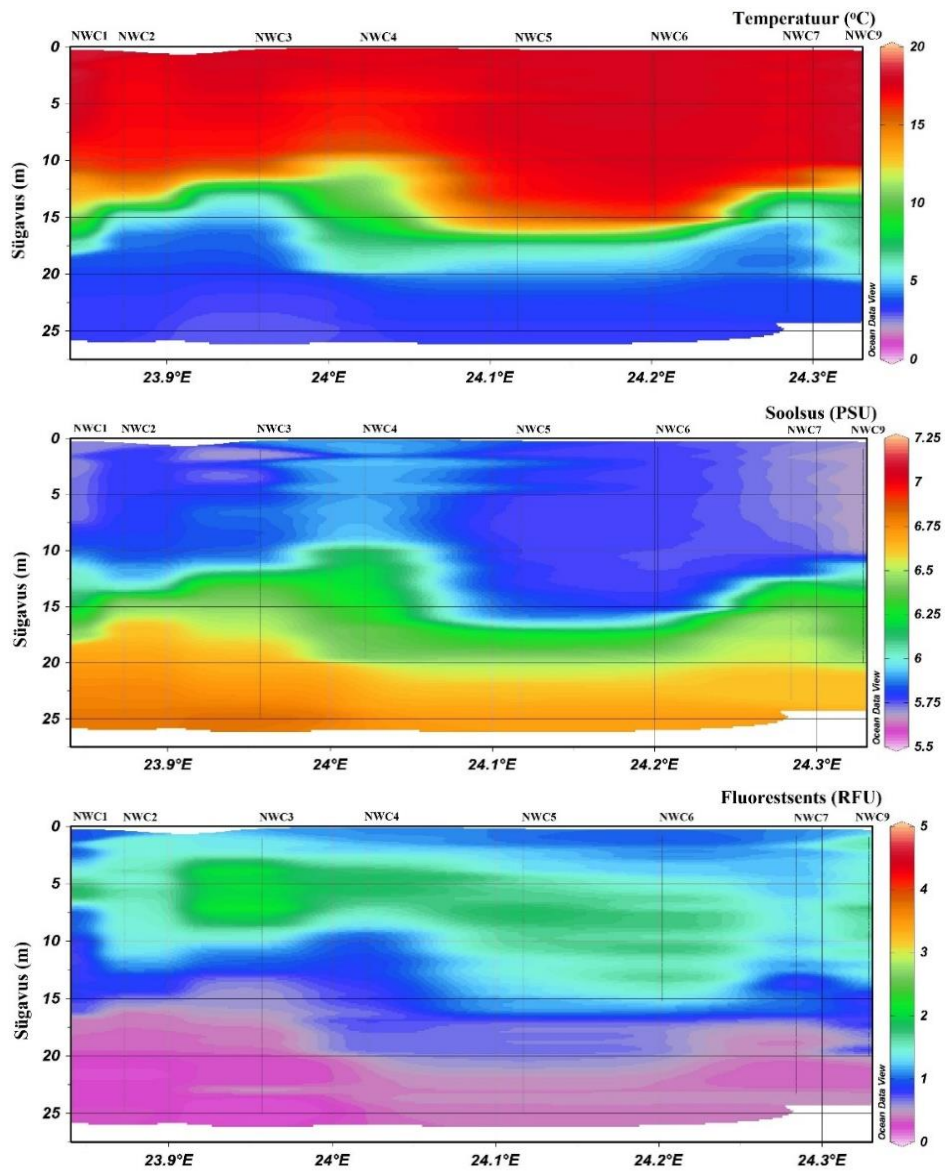 Temperatuur (°C)
NWC1 NWC2 NWC3 NWC4 NWC5 NWC6 NWC7 NWC9
0
5
10
15
20
25
Sügavus (m)
23.9°E 24°E 24.1°E 24.2°E 24.3°E
20
15
10
5
0
Ocean Data View
Soolsus (PSU)
NWC1 NWC2 NWC3 NWC4 NWC5 NWC6 NWC7 NWC9
0
5
10
15
20
25
Sügavus (m)
23.9°E 24°E 24.1°E 24.2°E 24.3°E
7.25
7
6.75
6.5
6.25
6
5.75
5.5
Ocean Data View
Fluorestsents (RFU)
NWC1 NWC2 NWC3 NWC4 NWC5 NWC6 NWC7 NWC9
0
5
10
15
20
25
Sügavus (m)
23.9°E 24°E 24.1°E 24.2°E 24.3°E
5
4
3
2
1
0
Ocean Data View